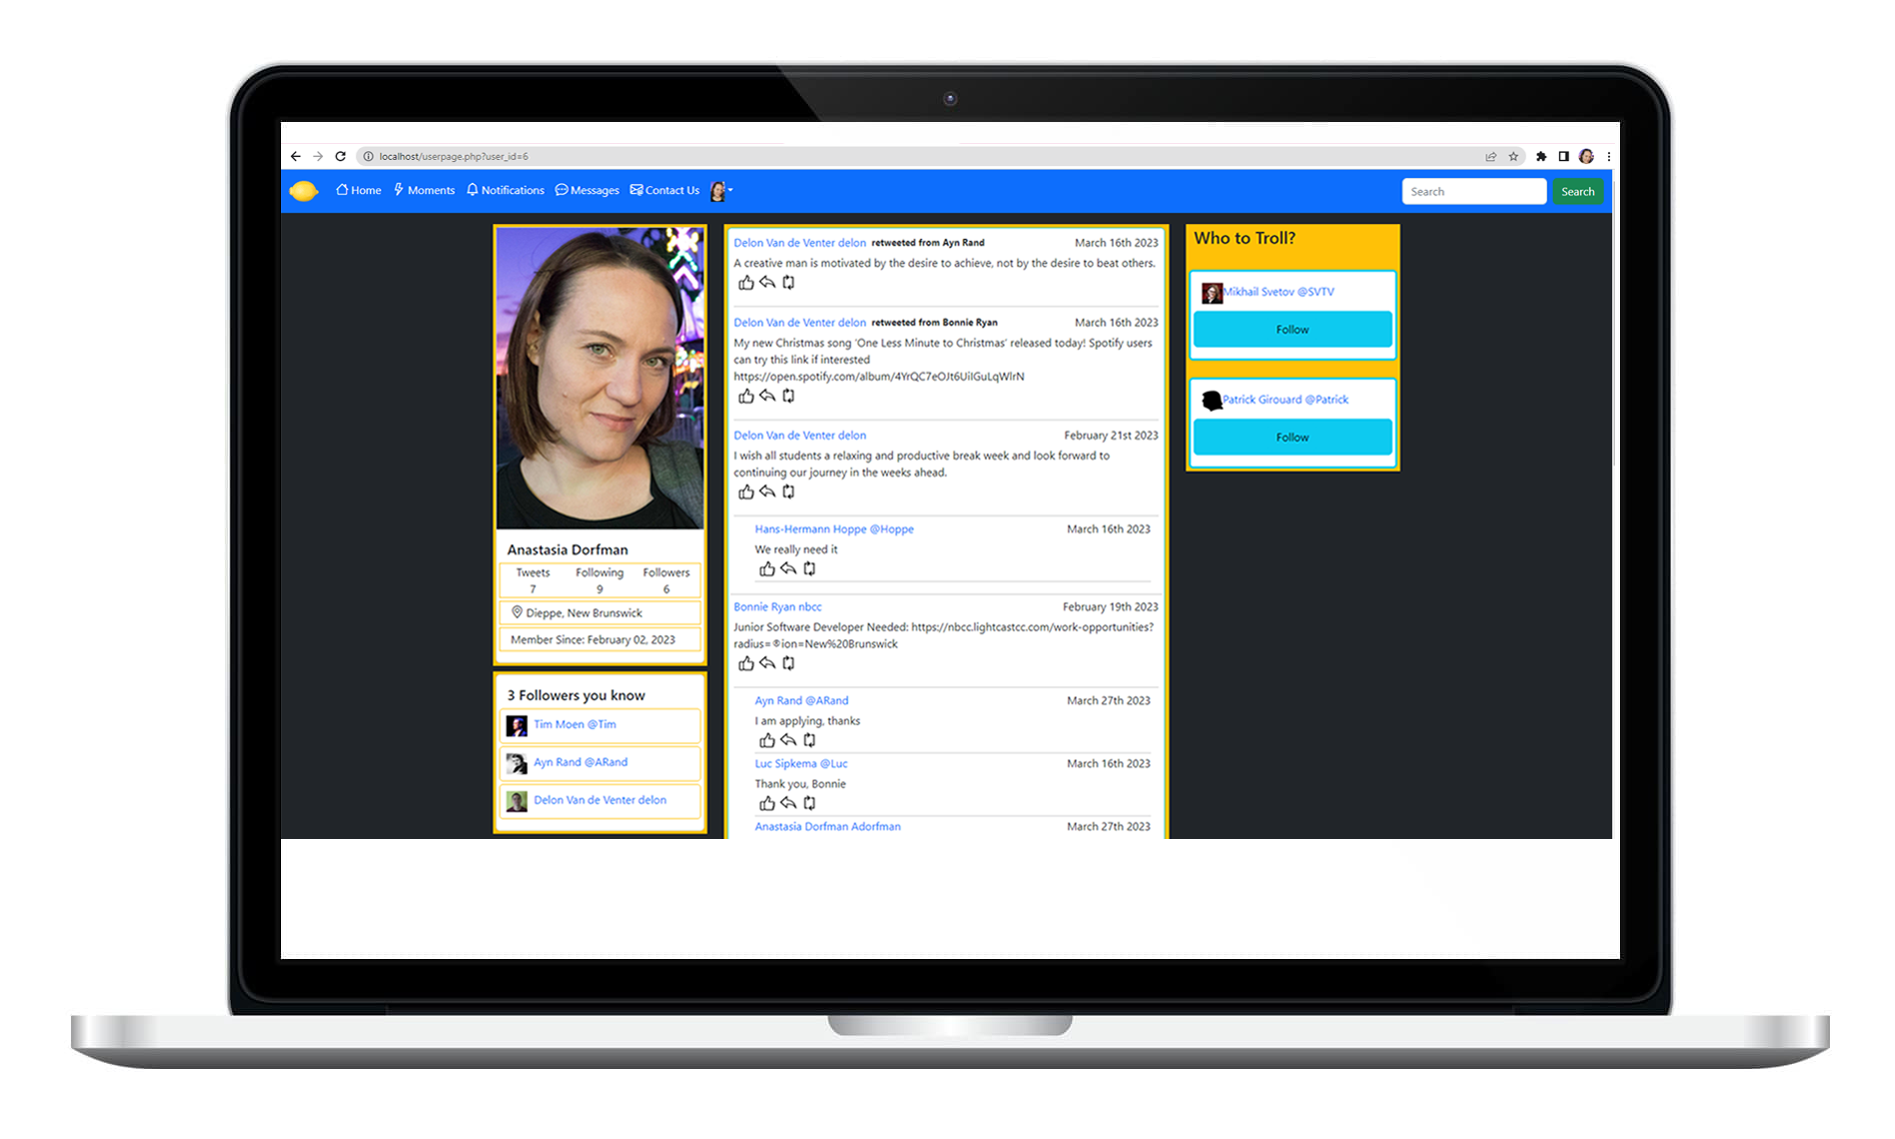 localhost/userpage.php?user_id=6
Home Moments Notifications Messages Contact Us
Search Search
Anastasia Dorfman
Tweets Following Followers
7 9 6
Dieppe, New Brunswick
Member Since: February 02, 2023
3 Followers you know
Tim Moen @Tim
Ayn Rand @ARand
Delon Van de Venter delon
Delon Van de Venter delon retweeted from Ayn Rand March 16th 2023
A creative man is motivated by the desire to achieve, not by the desire to beat others.
Delon Van de Venter delon retweeted from Bonnie Ryan March 16th 2023
My new Christmas song 'One Less Minute to Christmas' released today! Spotify users
can try this link if interested
https://open.spotify.com/album/4YrQC7eOJt6UiIGuLqWlrN
Delon Van de Venter delon February 21st 2023
I wish all students a relaxing and productive break week and look forward to
continuing our journey in the weeks ahead.
Hans-Hermann Hoppe @Hoppe March 16th 2023
We really need it
Bonnie Ryan nbcc February 19th 2023
Junior Software Developer Needed: https://nbcc.lightcastcc.com/work-opportunities?
radius=®ion=New%20Brunswick
Ayn Rand @ARand March 27th 2023
I am applying, thanks
Luc Sipkema @Luc March 16th 2023
Thank you, Bonnie
Anastasia Dorfman Adorfman March 27th 2023
Who to Troll?
Mikhail Svetov @SVTV
Follow
Patrick Girouard @Patrick
Follow